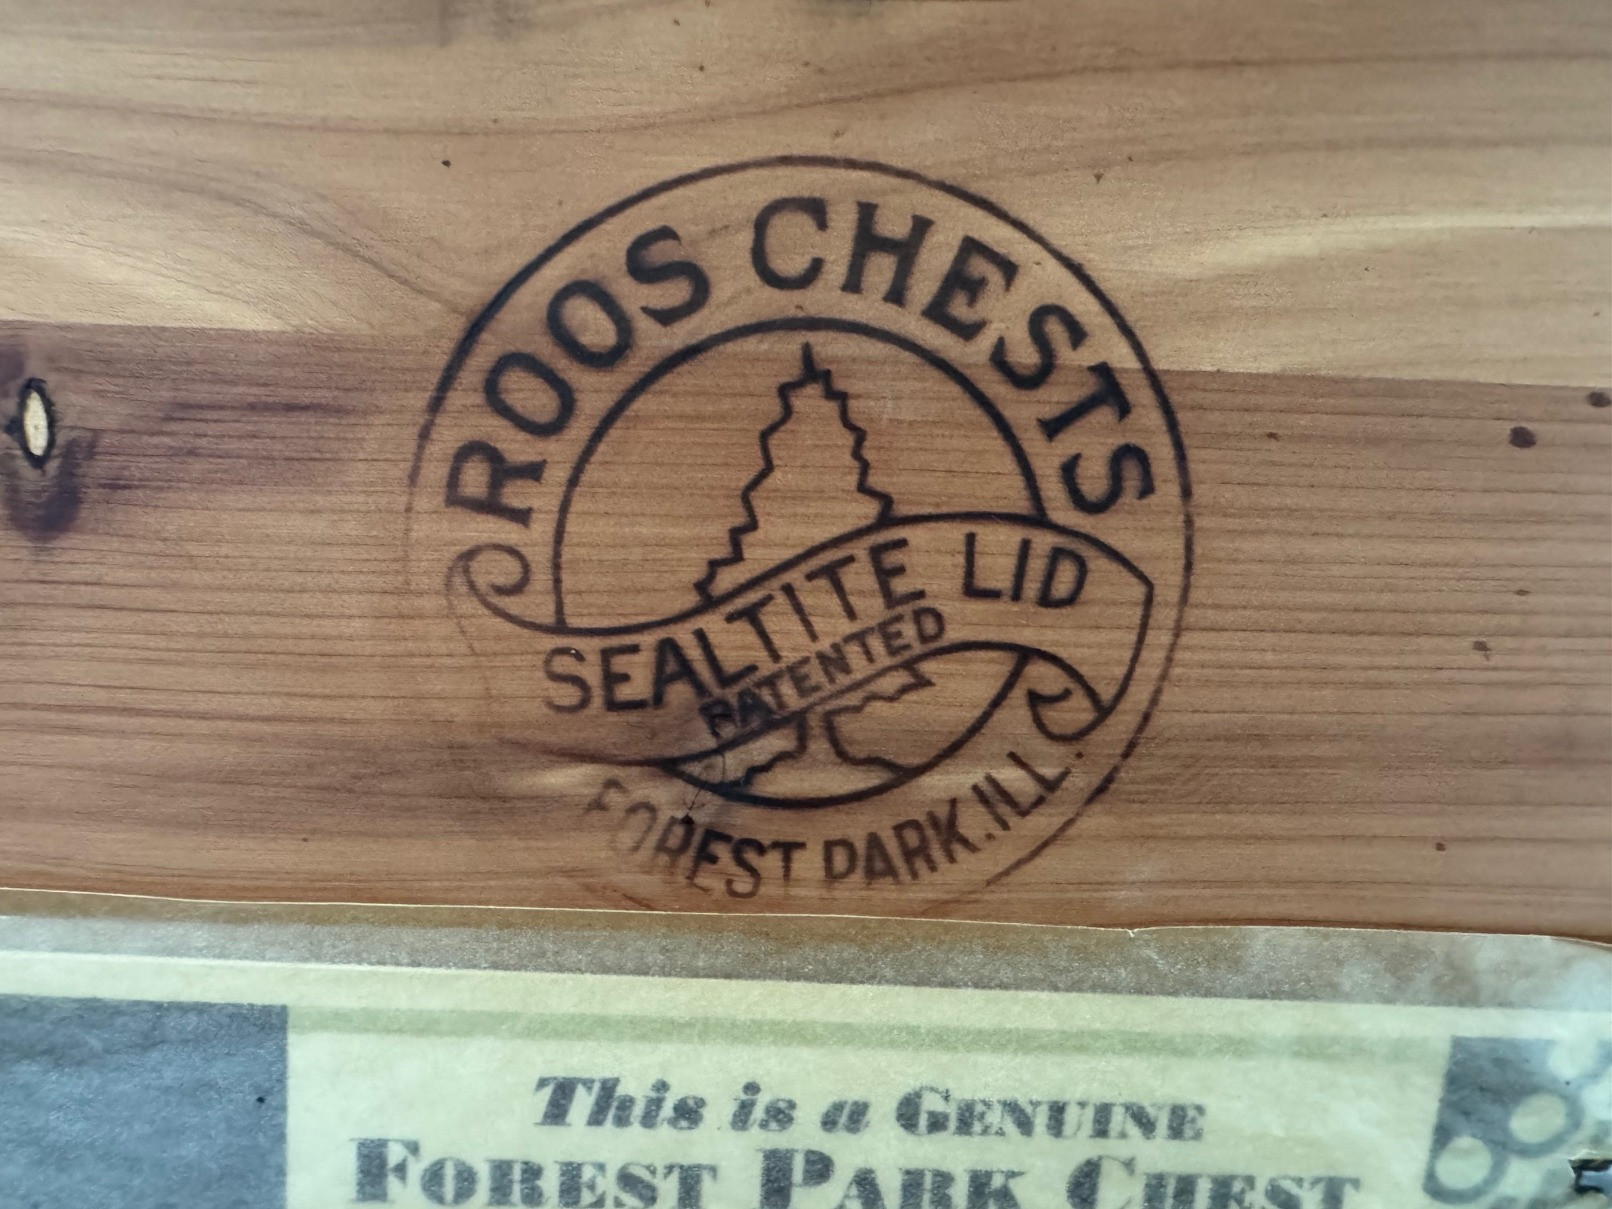 ROOS CHESTS
SEALTITE LID
PATENTED
FOREST PARK. ILL.
This is a GENUINE
FOREST PARK CHEST